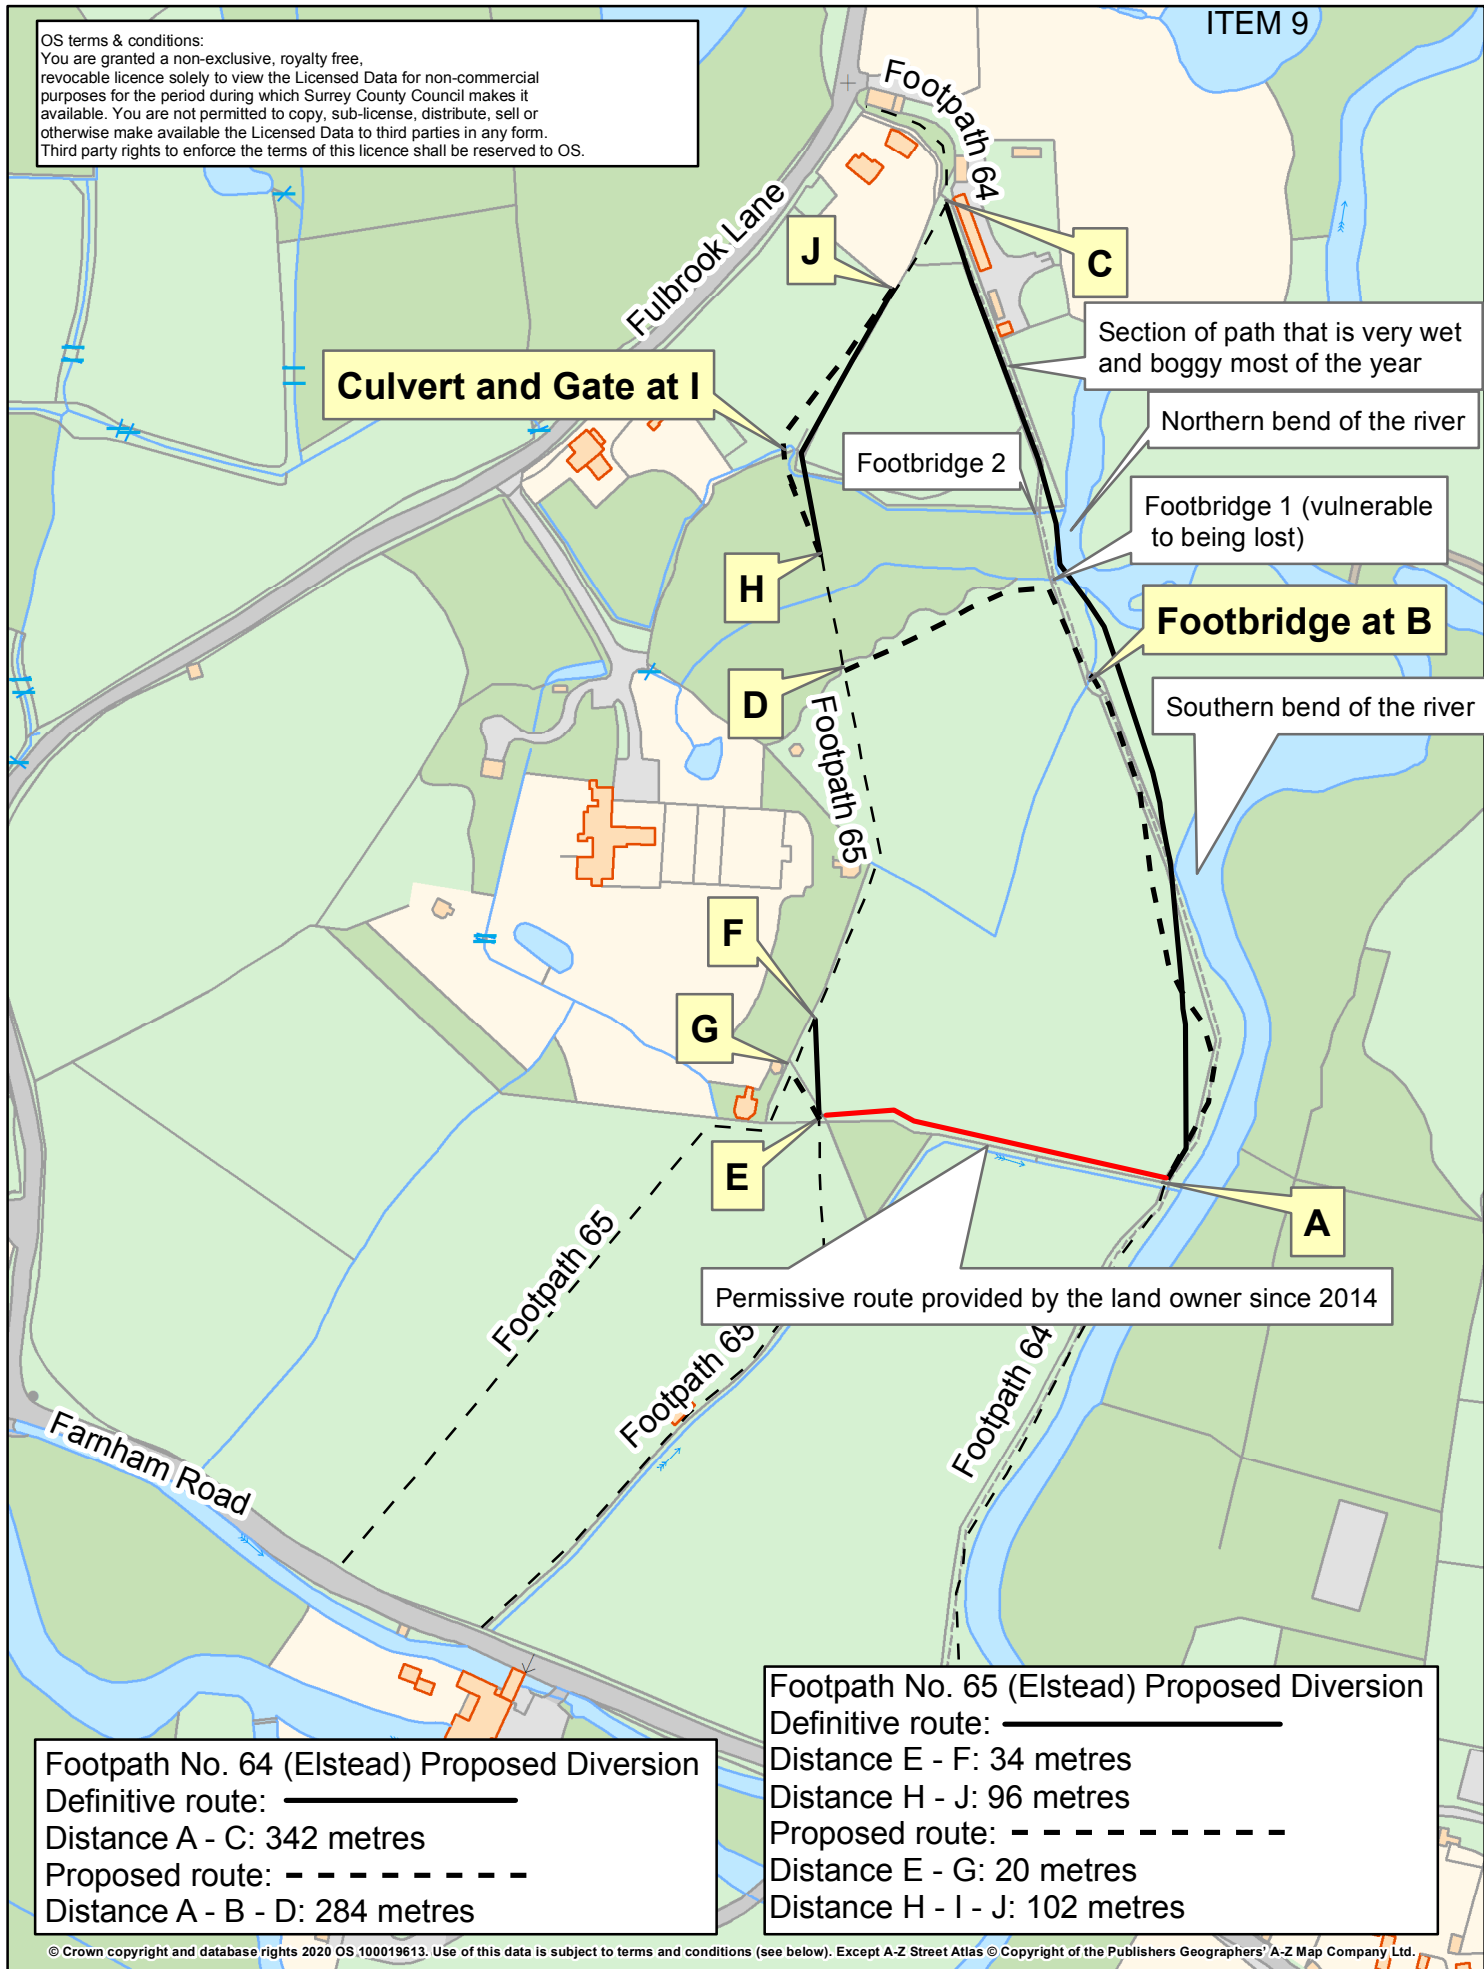 ITEM 9
OS terms & conditions:
You are granted a non-exclusive, royalty free,
revocable licence solely to view the Licensed Data for non-commercial
purposes for the period during which Surrey County Council makes it
available. You are not permitted to copy, sub-license, distribute, sell or
otherwise make available the Licensed Data to third parties in any form.
Third party rights to enforce the terms of this licence shall be reserved to OS.
Footpath 64
Fulbrook Lane
J
C
Section of path that is very wet
and boggy most of the year
Culvert and Gate at I
Northern bend of the river
Footbridge 2
Footbridge 1 (vulnerable
to being lost)
H
Footbridge at B
D
Southern bend of the river
Footpath 65
F
G
E
A
Footpath 65
Permissive route provided by the land owner since 2014
Footpath 65
Footpath 64
Farnham Road
Footpath No. 64 (Elstead) Proposed Diversion
Definitive route:
Distance A - C: 342 metres
Proposed route:
Distance A - B - D: 284 metres
Footpath No. 65 (Elstead) Proposed Diversion
Definitive route:
Distance E - F: 34 metres
Distance H - J: 96 metres
Proposed route:
Distance E - G: 20 metres
Distance H - I - J: 102 metres
© Crown copyright and database rights 2020 OS 100019613. Use of this data is subject to terms and conditions (see below). Except A-Z Street Atlas © Copyright of the Publishers Geographers' A-Z Map Company Ltd.